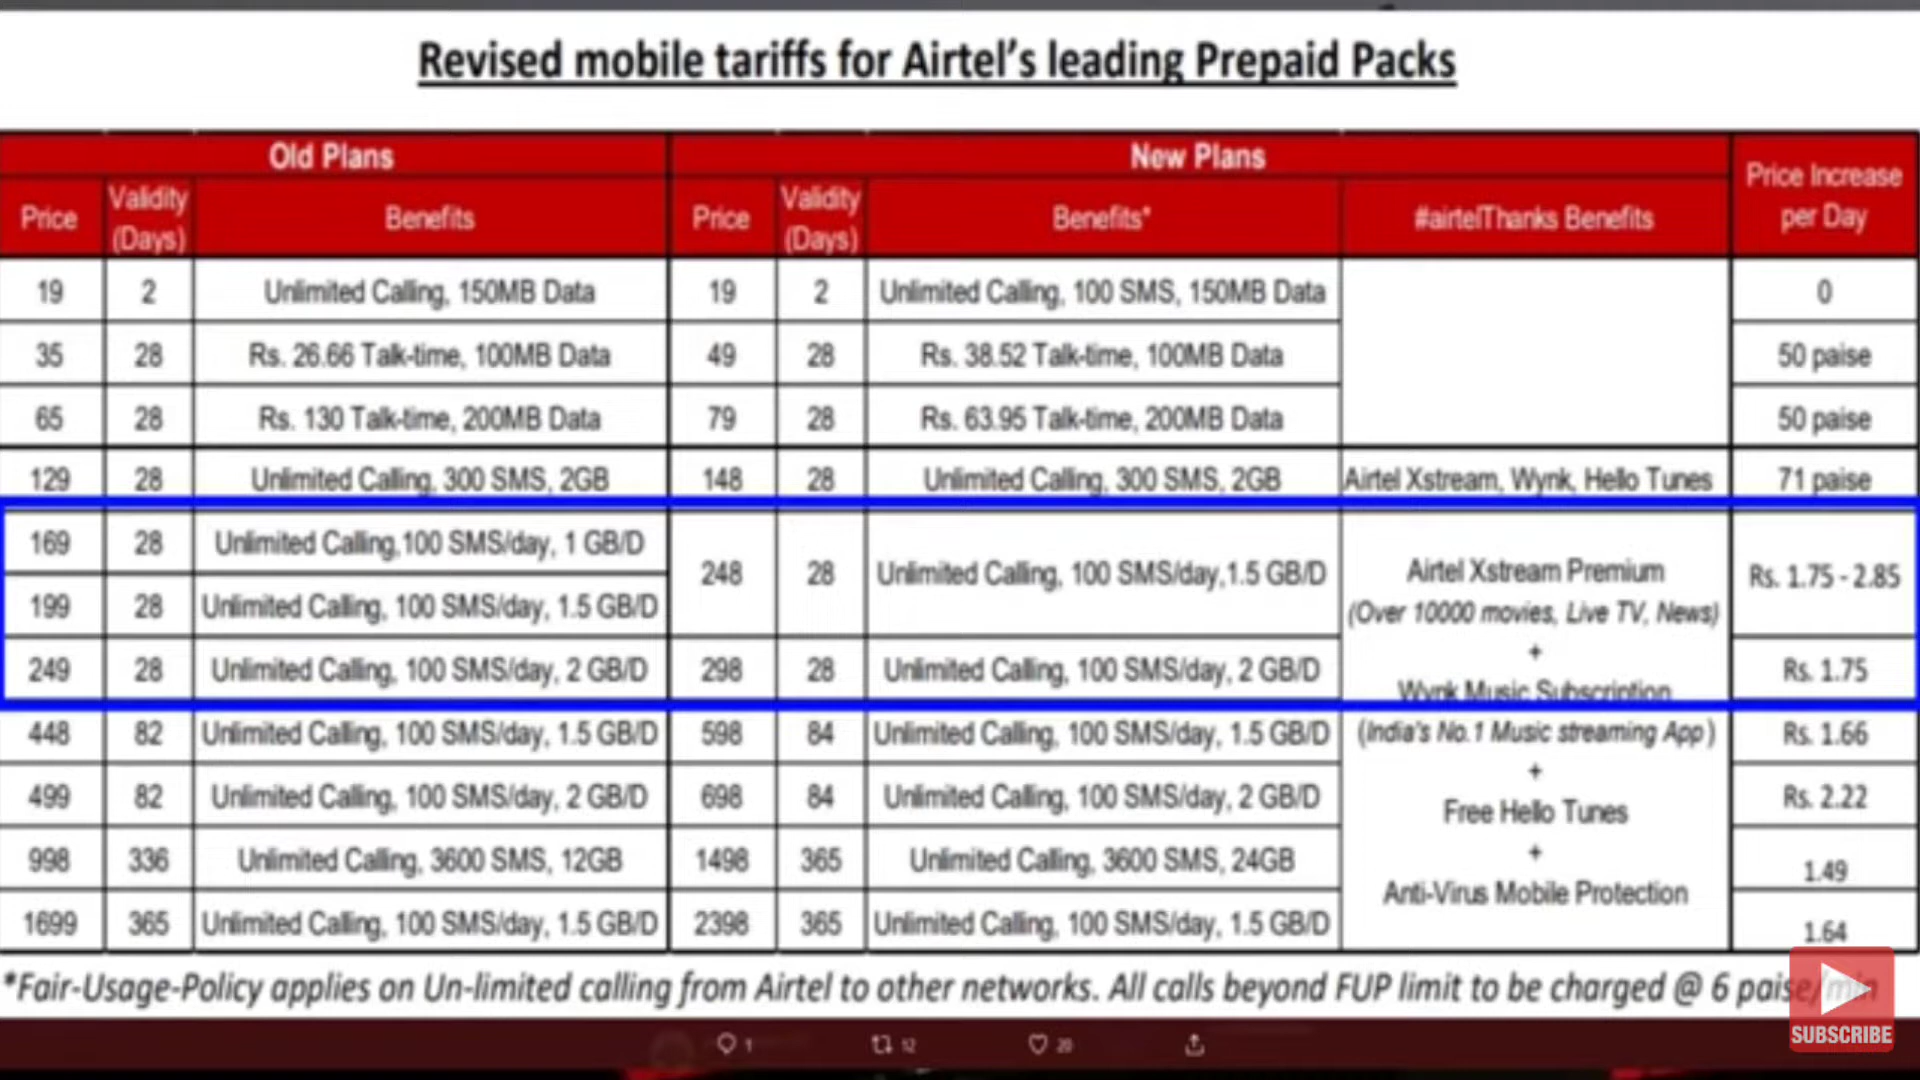 Revised mobile tariffs for Airtel's leading Prepaid Packs
Old Plans New Plans Price Increase per Day
Price Validity (Days) Benefits Price Validity (Days) Benefits* #airtelThanks Benefits
19 2 Unlimited Calling, 150MB Data 19 2 Unlimited Calling, 100 SMS, 150MB Data 0
35 28 Rs. 26.66 Talk-time, 100MB Data 49 28 Rs. 38.52 Talk-time, 100MB Data 50 paise
65 28 Rs. 130 Talk-time, 200MB Data 79 28 Rs. 63.95 Talk-time, 200MB Data 50 paise
129 28 Unlimited Calling, 300 SMS, 2GB 148 28 Unlimited Calling, 300 SMS, 2GB Airtel Xstream, Wynk, Hello Tunes 71 paise
169 28 Unlimited Calling,100 SMS/day, 1 GB/D
248 28 Unlimited Calling, 100 SMS/day,1.5 GB/D Airtel Xstream Premium Rs. 1.75 - 2.85
199 28 Unlimited Calling, 100 SMS/day, 1.5 GB/D (Over 10000 movies, Live TV, News)
+
249 28 Unlimited Calling, 100 SMS/day, 2 GB/D 298 28 Unlimited Calling, 100 SMS/day, 2 GB/D Rs. 1.75
Wynk Music Subscription
448 82 Unlimited Calling, 100 SMS/day, 1.5 GB/D 598 84 Unlimited Calling, 100 SMS/day, 1.5 GB/D (India's No.1 Music streaming App) Rs. 1.66
+
499 82 Unlimited Calling, 100 SMS/day, 2 GB/D 698 84 Unlimited Calling, 100 SMS/day, 2 GB/D Rs. 2.22
Free Hello Tunes
+
998 336 Unlimited Calling, 3600 SMS, 12GB 1498 365 Unlimited Calling, 3600 SMS, 24GB 1.49
Anti-Virus Mobile Protection
1699 365 Unlimited Calling, 100 SMS/day, 1.5 GB/D 2398 365 Unlimited Calling, 100 SMS/day, 1.5 GB/D 1.64
*Fair-Usage-Policy applies on Un-limited calling from Airtel to other networks. All calls beyond FUP limit to be charged @ 6 paise/min
SUBSCRIBE
1 12 20